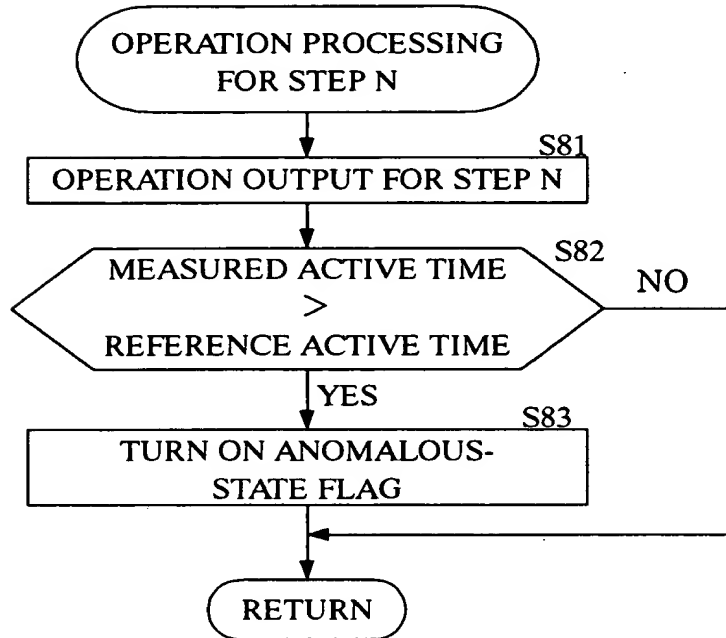 OPERATION PROCESSING
FOR STEP N
S81
OPERATION OUTPUT FOR STEP N
S82
MEASURED ACTIVE TIME
>
REFERENCE ACTIVE TIME
NO
YES
S83
TURN ON ANOMALOUS-
STATE FLAG
RETURN